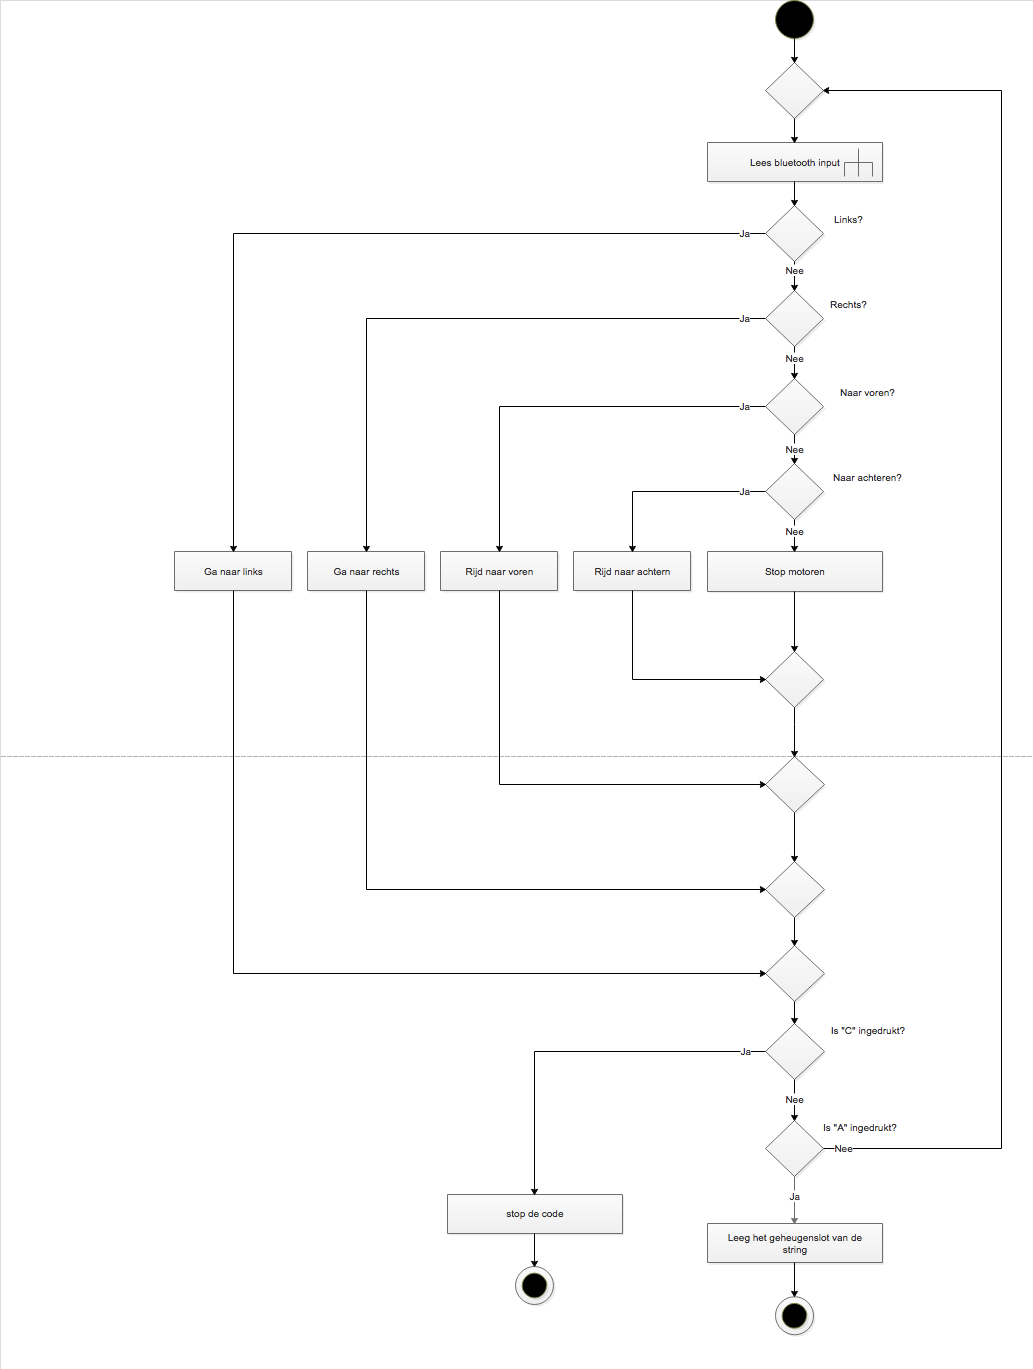 Lees bluetooth input
Links?
Ja
Nee
Rechts?
Ja
Nee
Naar voren?
Ja
Nee
Naar achteren?
Ja
Nee
Ga naar links
Ga naar rechts
Rijd naar voren
Rijd naar achtern
Stop motoren
Is "C" ingedrukt?
Ja
Nee
Is "A" ingedrukt?
Nee
Ja
stop de code
Leeg het geheugenslot van de
string